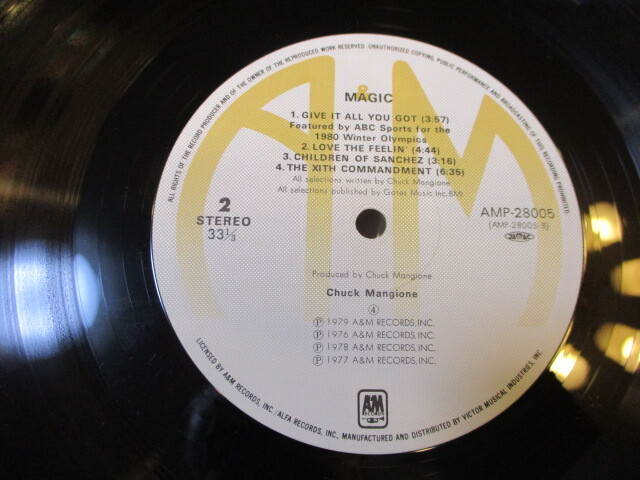 ALL RIGHTS OF THE RECORD PRODUCER AND OF THE OWNER OF THE REPRODUCED WORK RESERVED. UNAUTHORIZED COPYING, PUBLIC PERFORMANCE AND BROADCASTING OF THIS RECORD PROHIBITED.
A&M
MAGIC
1. GIVE IT ALL YOU GOT (3:57)
Featured by ABC Sports for the
1980 Winter Olympics
2. LOVE THE FEELIN' (4:44)
3. CHILDREN OF SANCHEZ (3:16)
4. THE XITH COMMANDMENT (6:35)
All selections written by Chuck Mangione
All selections published by Gates Music Inc. BMI
2
STEREO
33 1/3
AMP-28005
(AMP-28005-B)
JASRAC
Produced by Chuck Mangione
Chuck Mangione
④
Ⓟ 1979 A&M RECORDS, INC.
Ⓟ 1976 A&M RECORDS, INC.
Ⓟ 1978 A&M RECORDS, INC.
Ⓟ 1977 A&M RECORDS, INC.
A&M
RECORDS
LICENSED BY A&M RECORDS, INC./ALFA RECORDS, INC., MANUFACTURED AND DISTRIBUTED BY VICTOR MUSICAL INDUSTRIES, INC.